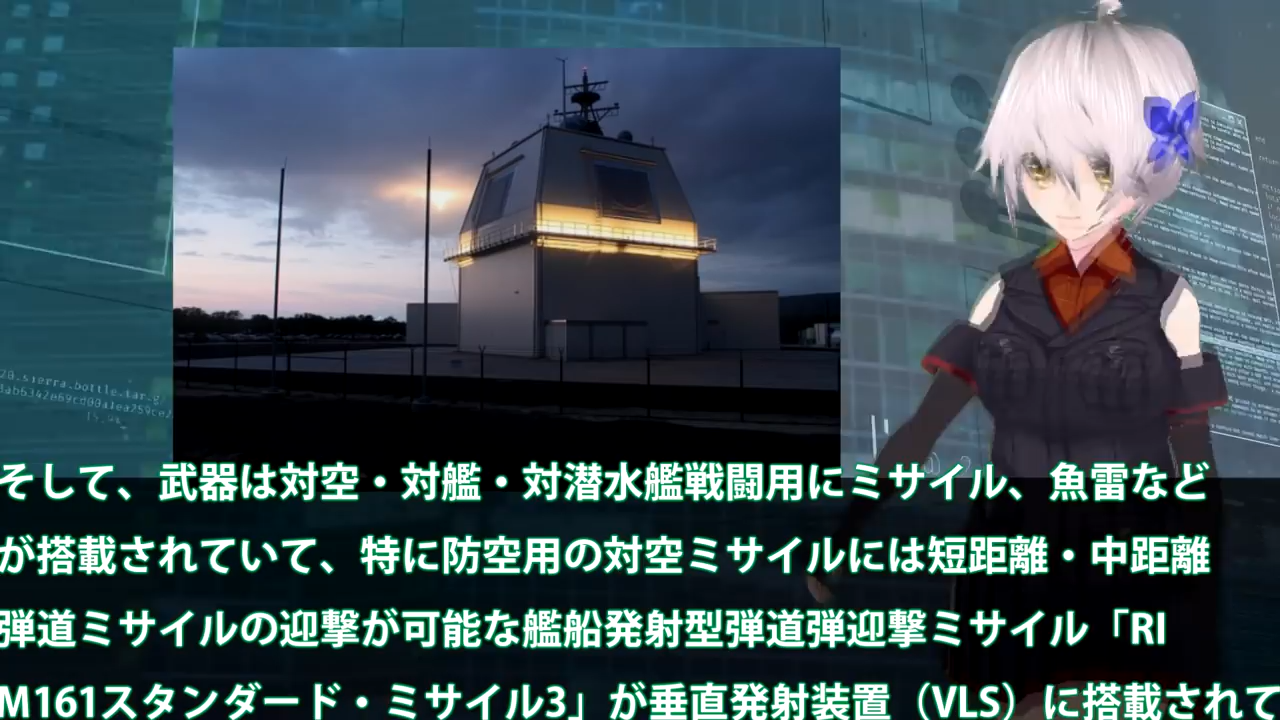 20.sierra.bottle.tar.g
そして、武器は対空・対艦・対潜水艦戦闘用にミサイル、魚雷など
が搭載されていて、特に防空用の対空ミサイルには短距離・中距離
弾道ミサイルの迎撃が可能な艦船発射型弾道弾迎撃ミサイル「RI
M161スタンダード・ミサイル3」が垂直発射装置（VLS）に搭載されて